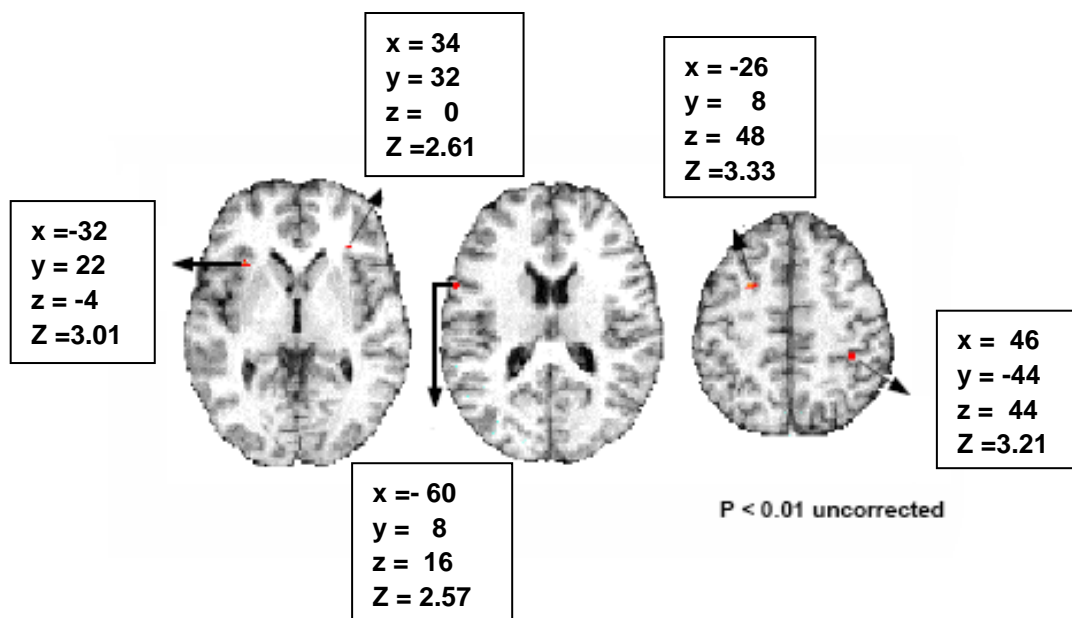 x = 34
y = 32
z = 0
Z =2.61
x = -26
y = 8
z = 48
Z =3.33
x =-32
y = 22
z = -4
Z =3.01
x = 46
y = -44
z = 44
Z =3.21
x =- 60
y = 8
z = 16
Z = 2.57
P < 0.01 uncorrected